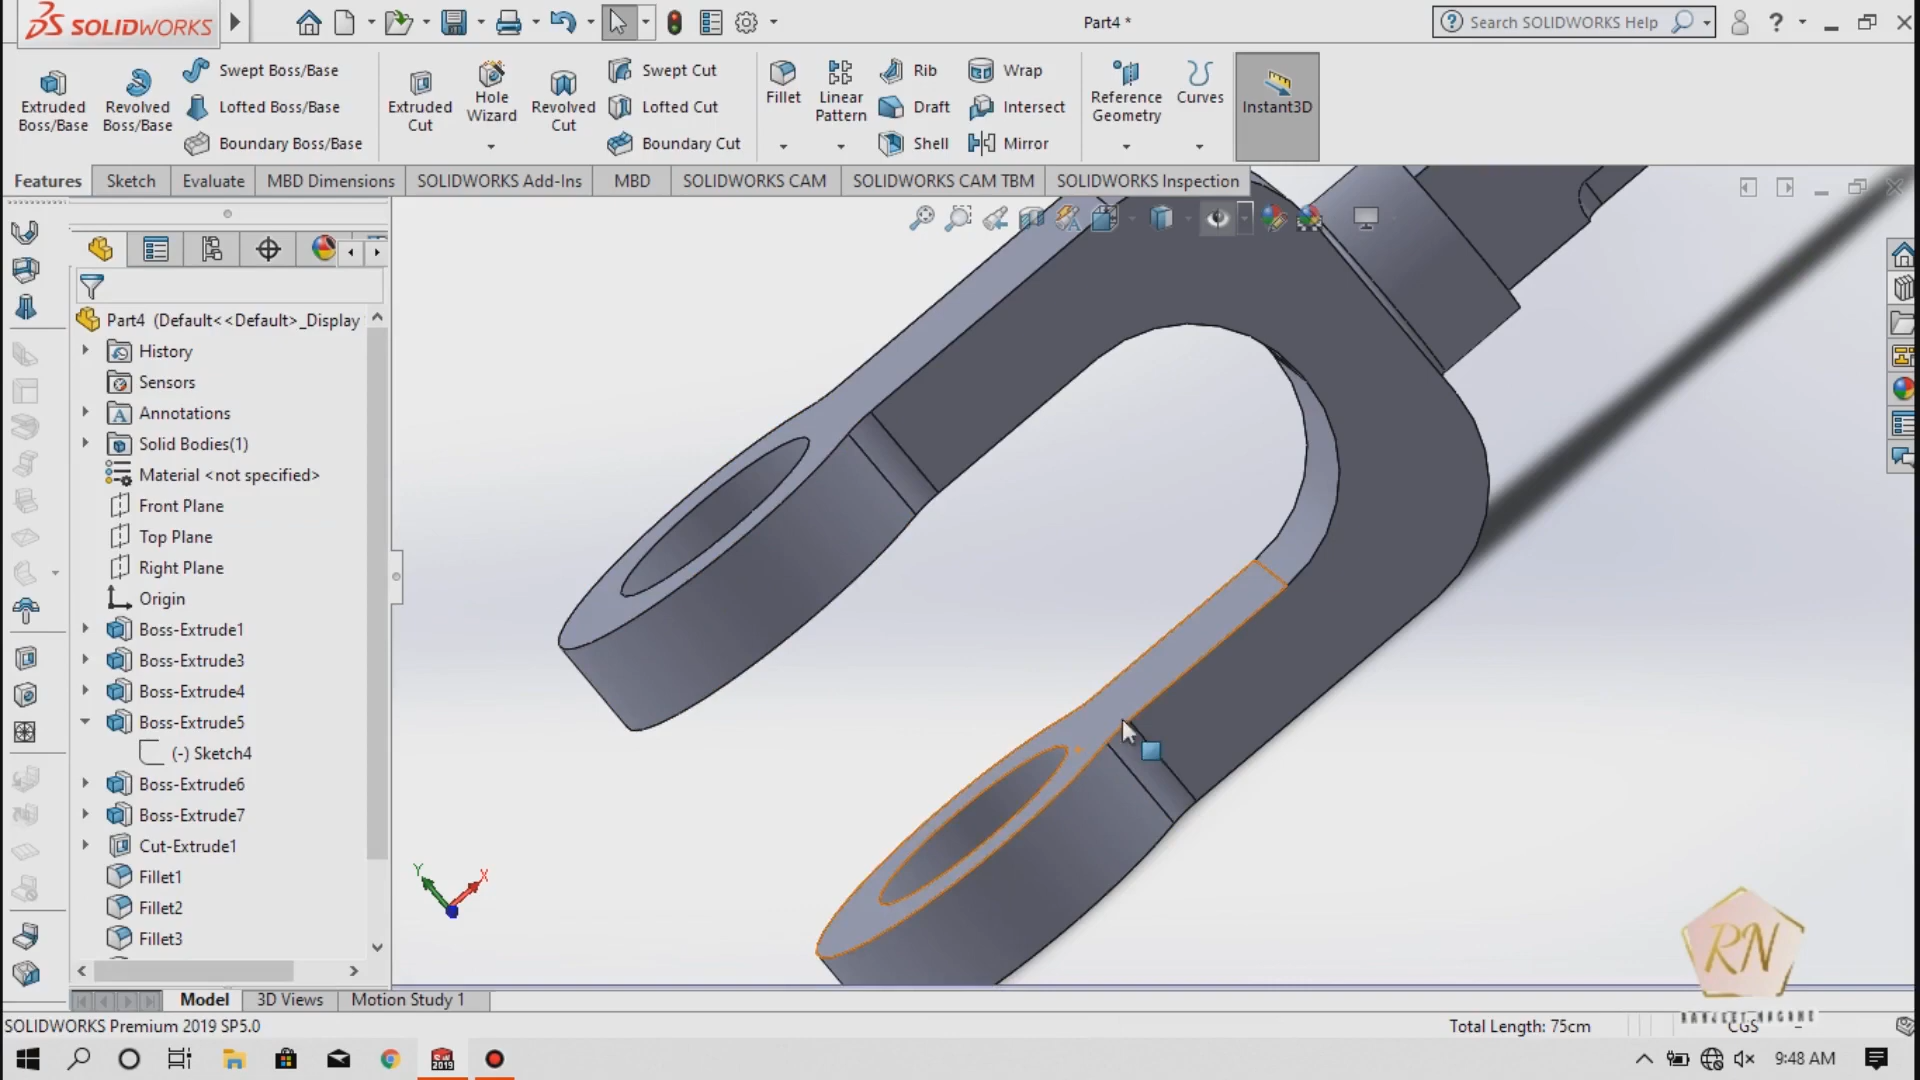 SOLIDWORKS
Part4 *
Search SOLIDWORKS Help
?
Extruded Boss/Base
Revolved Boss/Base
Swept Boss/Base
Lofted Boss/Base
Boundary Boss/Base
Extruded Cut
Hole Wizard
Revolved Cut
Swept Cut
Lofted Cut
Boundary Cut
Fillet
Linear Pattern
Rib
Draft
Shell
Wrap
Intersect
Mirror
Reference Geometry
Curves
Instant3D
Features
Sketch
Evaluate
MBD Dimensions
SOLIDWORKS Add-Ins
MBD
SOLIDWORKS CAM
SOLIDWORKS CAM TBM
SOLIDWORKS Inspection
Part4 (Default<<Default>_Display
History
Sensors
Annotations
Solid Bodies(1)
Material <not specified>
Front Plane
Top Plane
Right Plane
Origin
Boss-Extrude1
Boss-Extrude3
Boss-Extrude4
Boss-Extrude5
(-) Sketch4
Boss-Extrude6
Boss-Extrude7
Cut-Extrude1
Fillet1
Fillet2
Fillet3
Y
X
RN
Model
3D Views
Motion Study 1
SOLIDWORKS Premium 2019 SP5.0
Total Length: 75cm
CGS
9:48 AM